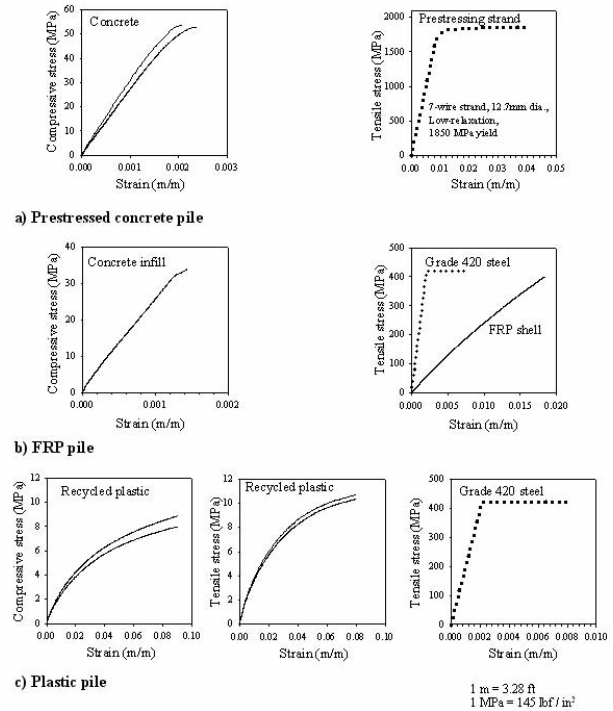 60
50
40
30
20
10
0
Compressive stress (MPa)
Concrete
0.000 0.001 0.002 0.003
Strain (m/m)
2000
1500
1000
500
0
Tensile stress (MPa)
Prestressing strand
7-wire strand, 12.7mm dia.,
Low-relaxation,
1850 MPa yield
0.00 0.01 0.02 0.03 0.04 0.05
Strain (m/m)
a) Prestressed concrete pile
40
30
20
10
0
Compressive stress (MPa)
Concrete infill
0.000 0.001 0.002
Strain (m/m)
500
400
300
200
100
0
Tensile stress (MPa)
Grade 420 steel
FRP shell
0.000 0.005 0.010 0.015 0.020
Strain (m/m)
b) FRP pile
12
10
8
6
4
2
0
Compressive stress (MPa)
Recycled plastic
0.00 0.02 0.04 0.06 0.08 0.10
Strain (m/m)
12
10
8
6
4
2
0
Tensile stress (MPa)
Recycled plastic
0.00 0.02 0.04 0.06 0.08 0.10
Strain (m/m)
500
400
300
200
100
0
Tensile stress (MPa)
Grade 420 steel
0.000 0.002 0.004 0.006 0.008 0.010
Strain (m/m)
c) Plastic pile
1 m = 3.28 ft
1 MPa = 145 lbf / in²